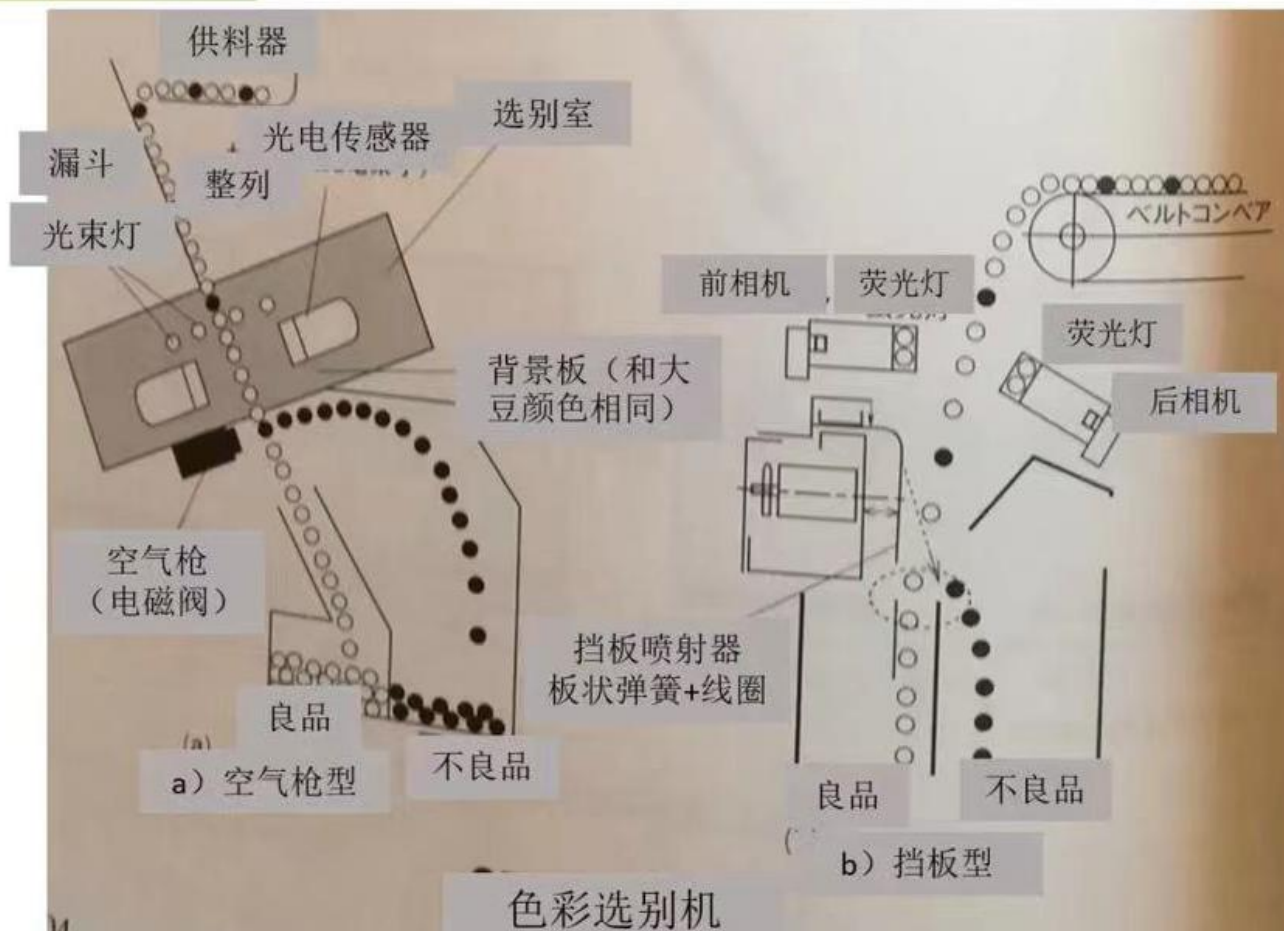 供料器
选别室
光电传感器
漏斗
整列
光束灯
背景板（和大
豆颜色相同）
空气枪
（电磁阀）
良品
不良品
(a)
a）空气枪型
ベルトコンベア
前相机
荧光灯
荧光灯
后相机
挡板喷射器
板状弹簧+线圈
良品
不良品
b）挡板型
色彩选别机